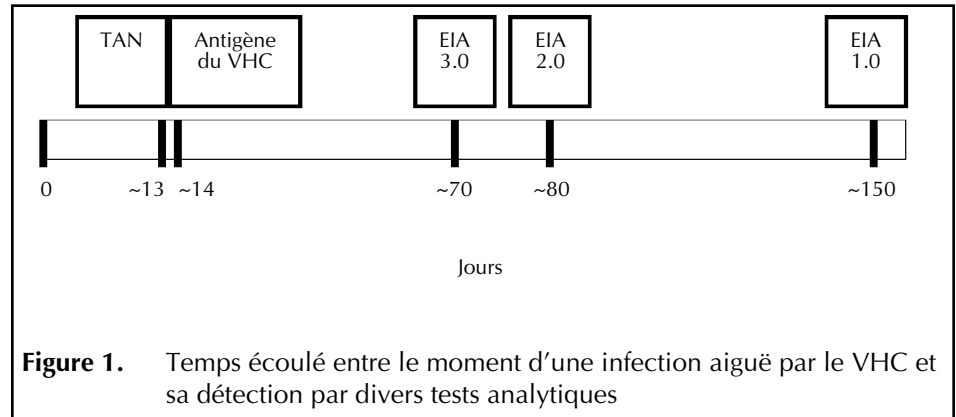 TAN
Antigène
du VHC
EIA
3.0
EIA
2.0
EIA
1.0
0
~13
~14
~70
~80
~150
Jours
Figure 1. Temps écoulé entre le moment d'une infection aiguë par le VHC et
sa détection par divers tests analytiques